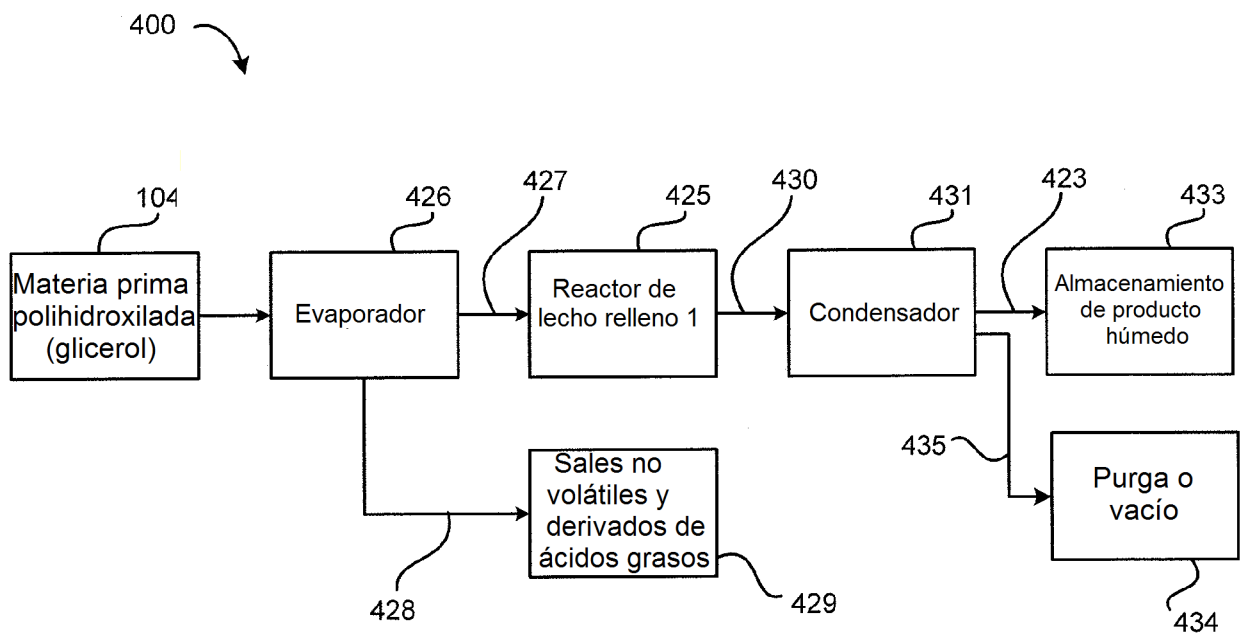 400
104
426
427
425
430
431
423
433
Materia prima
polihidroxilada
(glicerol)
Evaporador
Reactor de
lecho relleno 1
Condensador
Almacenamiento
de producto
húmedo
435
Sales no
volátiles y
derivados de
ácidos grasos
Purga o
vacío
428
429
434